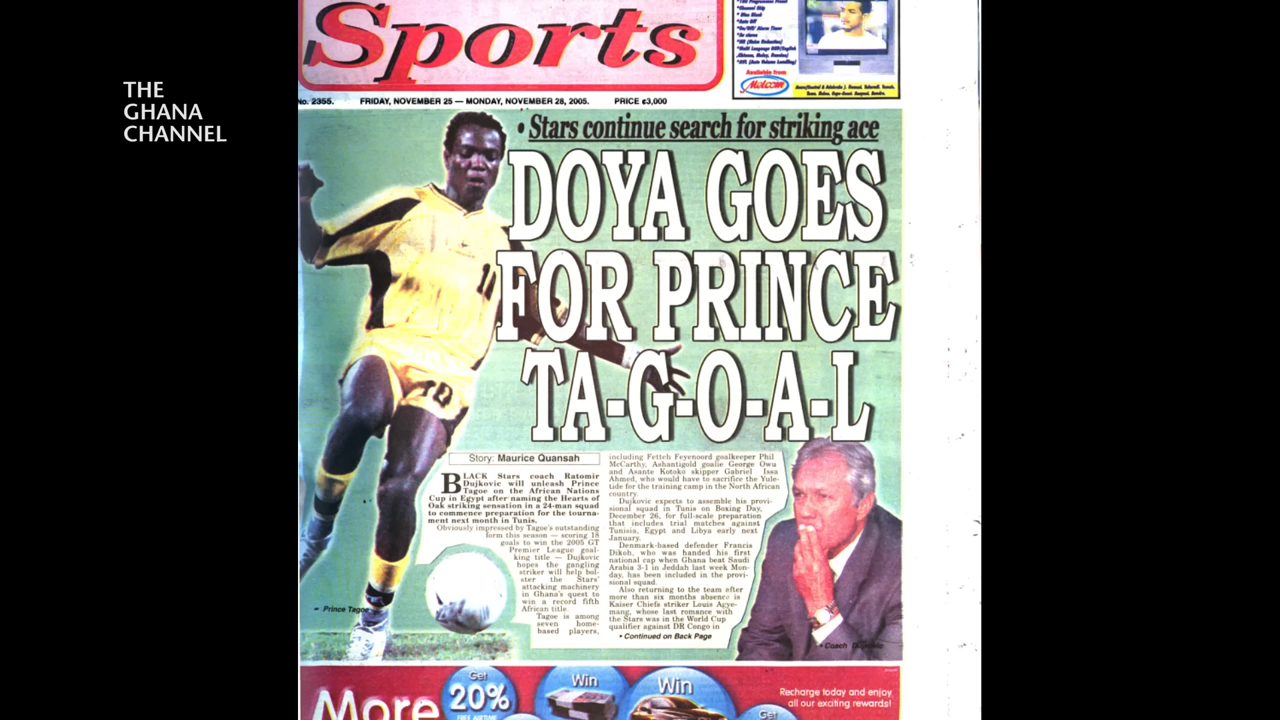 THE
GHANA
CHANNEL
Sports
Available from
No. 2355. FRIDAY, NOVEMBER 25 — MONDAY, NOVEMBER 28, 2005. PRICE ¢3,000
• Stars continue search for striking ace
DOYA GOES
FOR PRINCE
TA-G-O-A-L
Story: Maurice Quansah
BLACK Stars coach Ratomir
Dujkovic will unleash Prince
Tagoe on the African Nations
Cup in Egypt after naming the Hearts of
Oak striking sensation in a 24-man squad
to commence preparation for the tourna-
ment next month in Tunis.
Obviously impressed by Tagoe's outstanding
form this season — scoring 18
goals to win the 2005 GT
Premier League goal-
king title — Dujkovic
hopes the gangling
striker will help bol-
ster the Stars'
attacking machinery
in Ghana's quest to
win a record fifth
African title.
Tagoe is among
seven home-
based players,
including Fetteh Feyenoord goalkeeper Phil
McCarthy, Ashantigold goalie George Owu
and Asante Kotoko skipper Gabriel Issa
Ahmed, who would have to sacrifice the Yule-
tide for the training camp in the North African
country.
Dujkovic expects to assemble his provi-
sional squad in Tunis on Boxing Day,
December 26, for full-scale preparation
that includes trial matches against
Tunisia, Egypt and Libya early next
January.
Denmark-based defender Francis
Dikoh, who was handed his first
national cap when Ghana beat Saudi
Arabia 3-1 in Jeddah last week Mon-
day, has been included in the provi-
sional squad.
Also returning to the team after
more than six months absence is
Kaiser Chiefs striker Louis Agye-
mang, whose last romance with
the Stars was in the World Cup
qualifier against DR Congo in
• Continued on Back Page
11
10
Prince Tagoe
• Coach Dujkovic
More
Get
20%
FREE AIRTIME
Win
Win
Get
Recharge today and enjoy
all our exciting rewards!